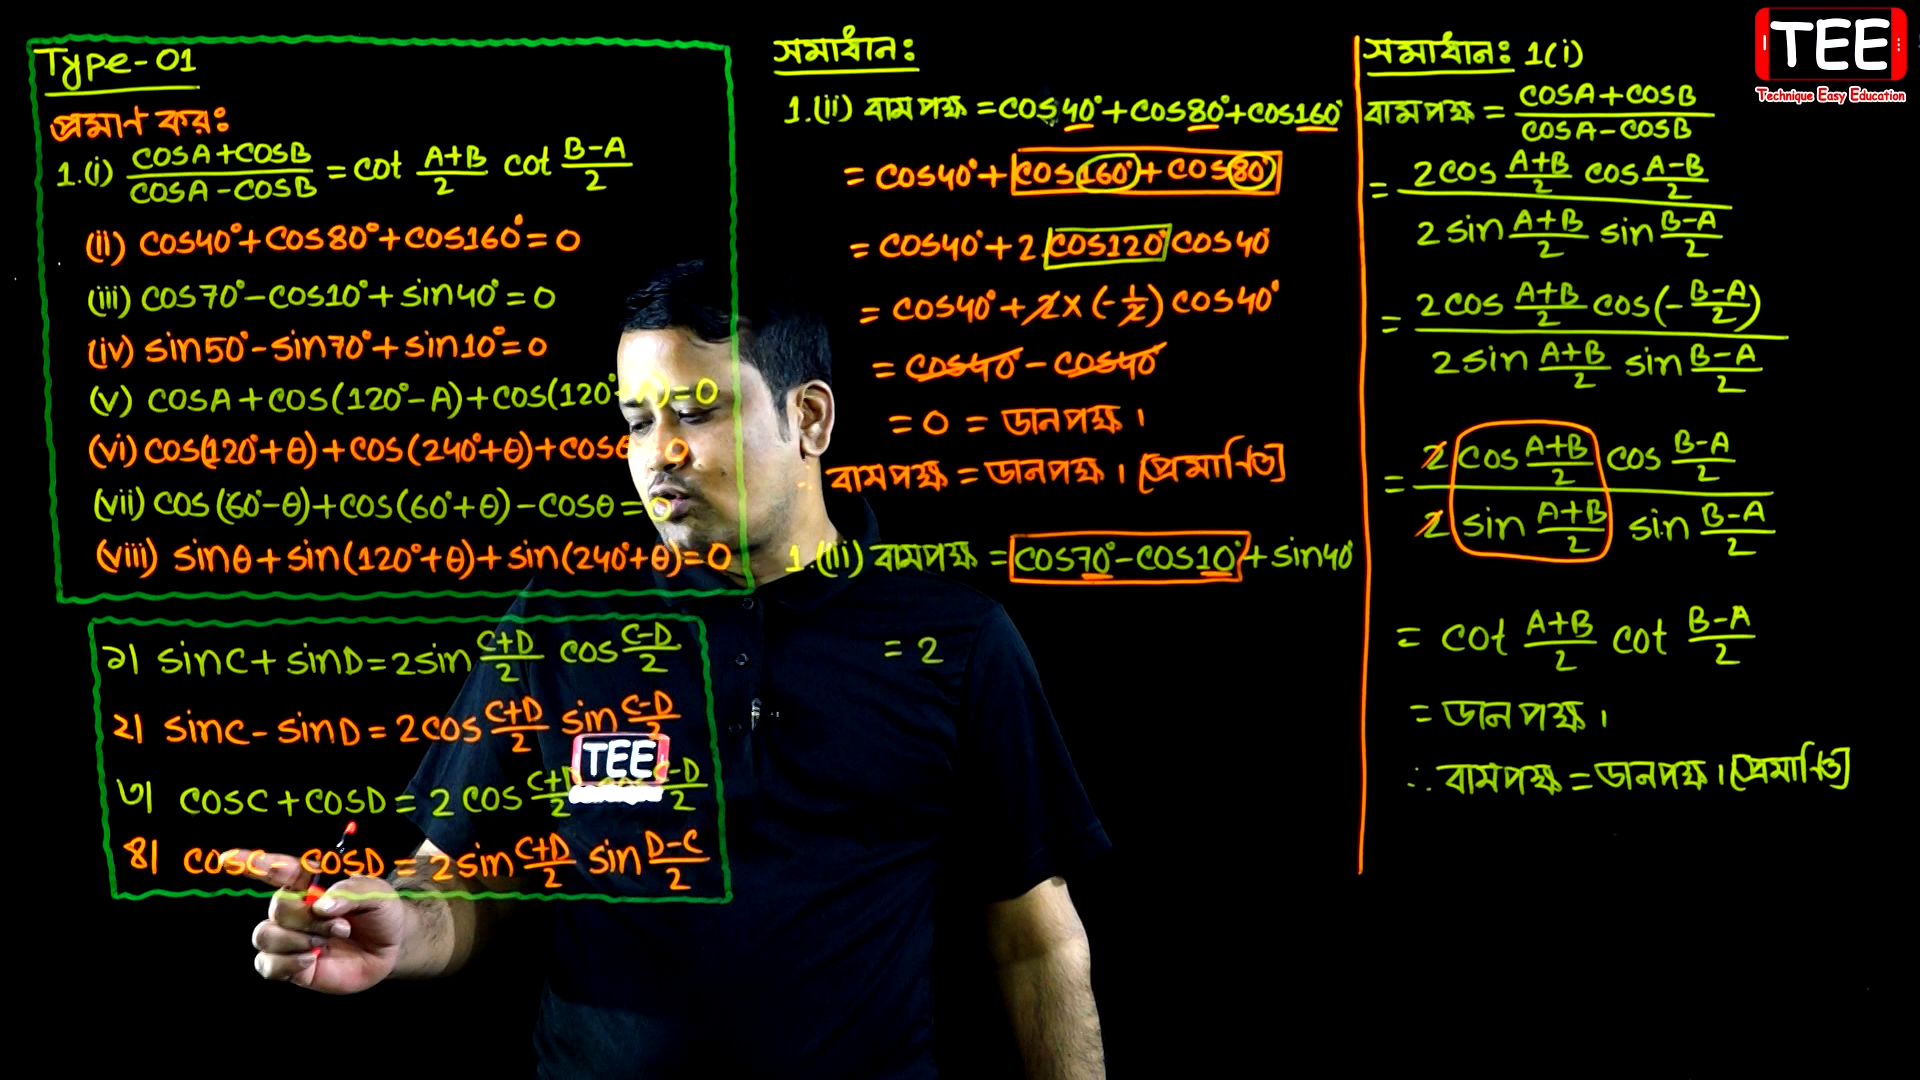 Type-01
প্রমাণ কর:
1.(i) (cosA+cosB)/(cosA-cosB) = cot (A+B)/2 cot (B-A)/2
(ii) cos40°+cos80°+cos160°=0
(iii) cos70°-cos10°+sin40°=0
(iv) sin50°-sin70°+sin10°=0
(v) cosA+cos(120°-A)+cos(120° )=0
(vi) cos(120°+θ)+cos(240°+θ)+cosθ 0
(vii) cos(60°-θ)+cos(60°+θ)-cosθ=0
(viii) sinθ+sin(120°+θ)+sin(240°+θ)=0
১। sinC+sinD=2sin (C+D)/2 cos (C-D)/2
২। sinC-sinD=2cos (C+D)/2 sin (C-D)/2
৩। cosC+cosD=2cos (C+D)/2 (C-D)/2
৪। cosC-cosD=2sin (C+D)/2 sin (D-C)/2
TEE
সমাধান:
1.(ii) বামপক্ষ =cos40°+cos80°+cos160°
= cos40°+cos160°+cos80°
= cos40°+2.cos120°cos40°
= cos40°+2×(-1/2)cos40°
= cos40°-cos40°
= 0 = ডানপক্ষ।
∴ বামপক্ষ = ডানপক্ষ। [প্রমাণিত]
1.(iii) বামপক্ষ = cos70°-cos10°+sin40°
= 2
সমাধান: 1(i)
বামপক্ষ = (cosA+cosB)/(cosA-cosB)
= (2cos (A+B)/2 cos (A-B)/2)/(2sin (A+B)/2 sin (B-A)/2)
= (2cos (A+B)/2 cos(-(B-A)/2))/(2sin (A+B)/2 sin (B-A)/2)
= (2cos (A+B)/2 cos (B-A)/2)/(2sin (A+B)/2 sin (B-A)/2)
= cot (A+B)/2 cot (B-A)/2
= ডানপক্ষ।
∴ বামপক্ষ = ডানপক্ষ। [প্রমাণিত]
TEE
Technique Easy Education